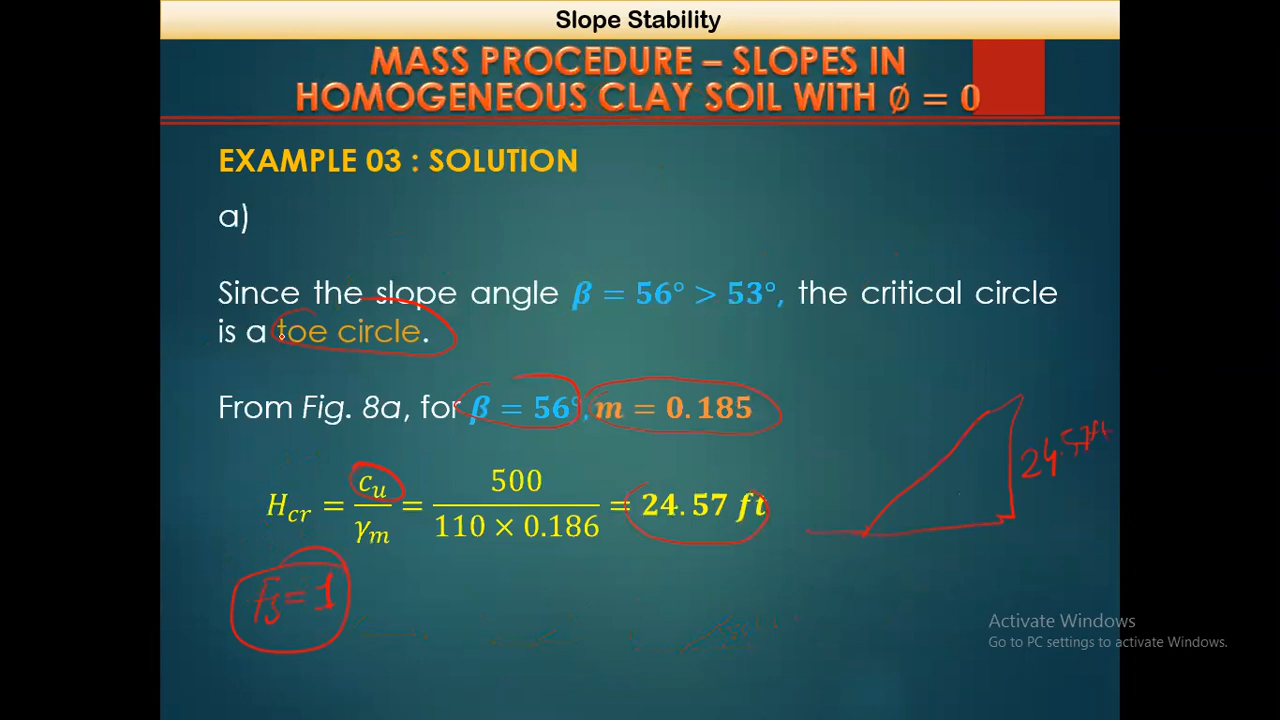 Slope Stability
MASS PROCEDURE – SLOPES IN
HOMOGENEOUS CLAY SOIL WITH ∅ = 0
EXAMPLE 03 : SOLUTION
a)
Since the slope angle β = 56° > 53°, the critical circle
is a toe circle.
From Fig. 8a, for β = 56°, m = 0.185
H_cr = c_u / γ_m = 500 / (110 × 0.186) = 24.57 ft
24.57ft
Fs = 1
Activate Windows
Go to PC settings to activate Windows.